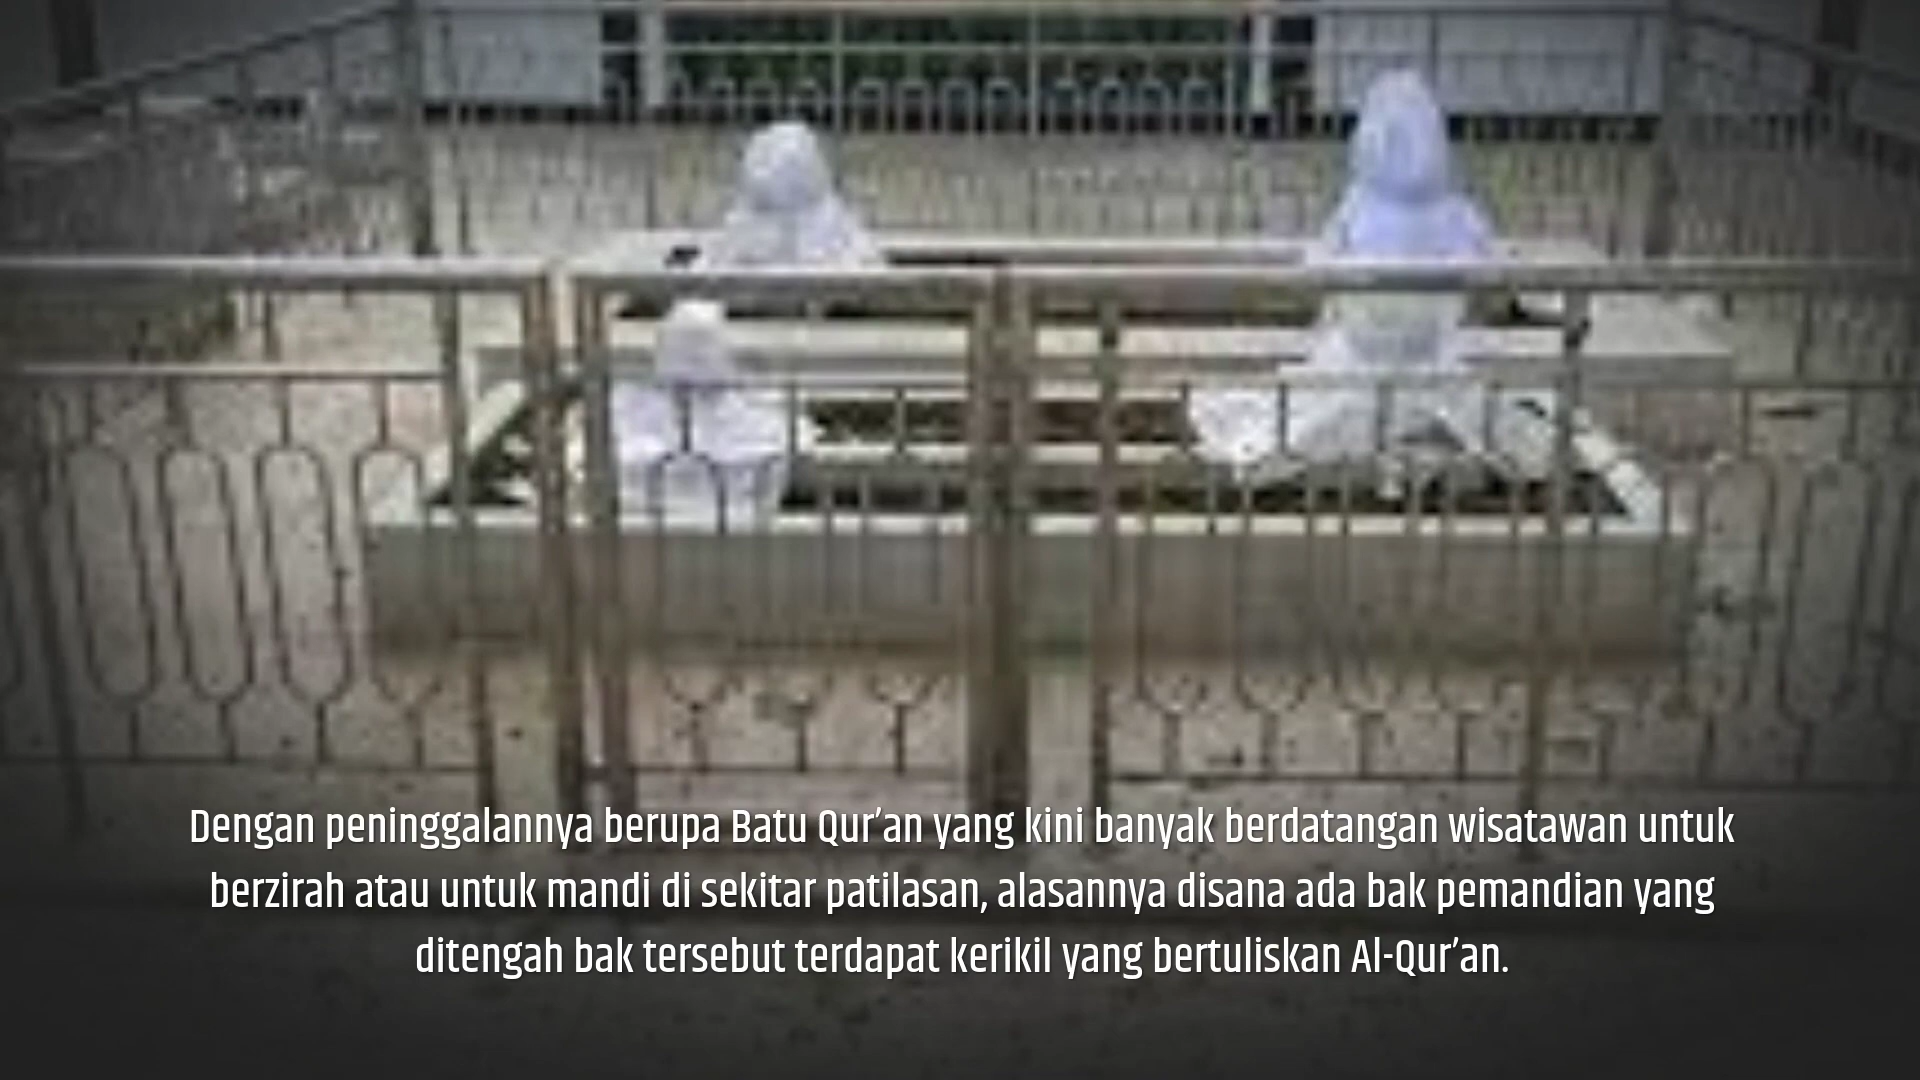 Dengan peninggalannya berupa Batu Qur’an yang kini banyak berdatangan wisatawan untuk
berzirah atau untuk mandi di sekitar patilasan, alasannya disana ada bak pemandian yang
ditengah bak tersebut terdapat kerikil yang bertuliskan Al-Qur’an.